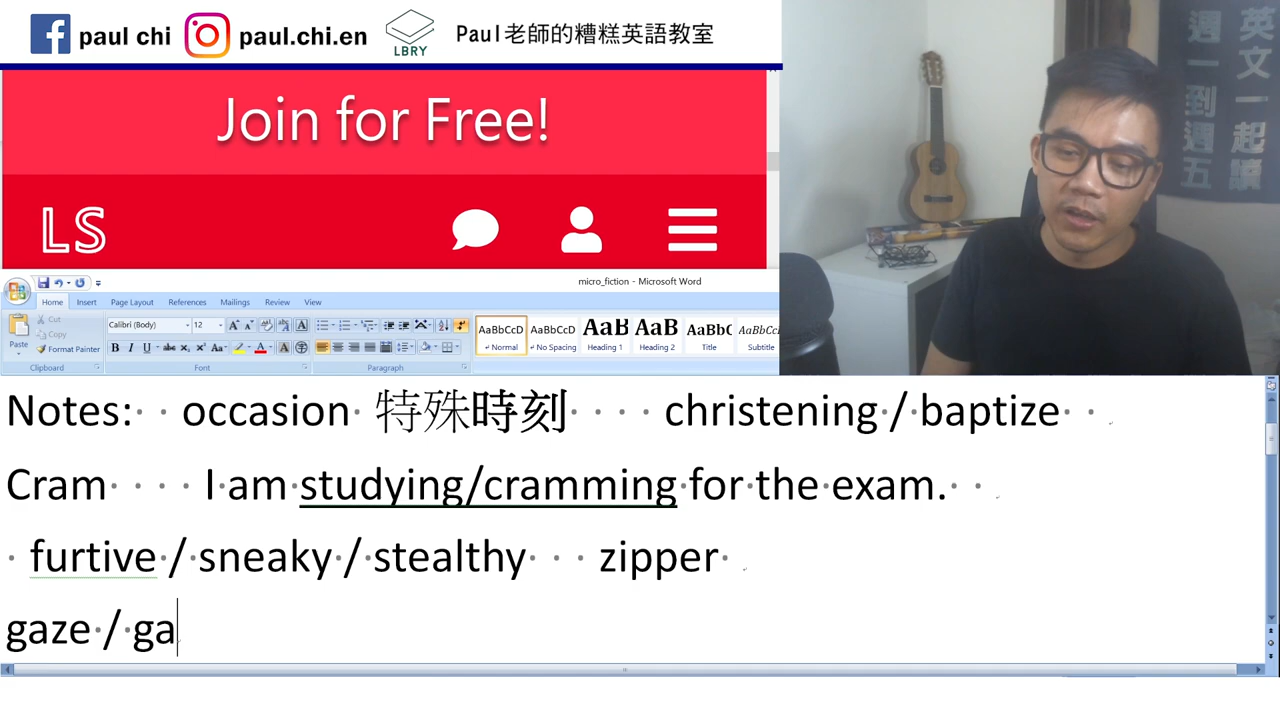 paul chi paul.chi.en LBRY Paul老師的糟糕英語教室
英文一起讀
週一到週五
Join for Free!
LS
micro_fiction - Microsoft Word
Home Insert Page Layout References Mailings Review View
Cut
Copy
Format Painter
Paste
Calibri (Body) 12
AaBbCcD AaBbCcD AaBb AaB AaBbC AaBbCcD
Normal No Spacing Heading 1 Heading 2 Title Subtitle
Clipboard Font Paragraph
Notes: occasion 特殊時刻 christening / baptize
Cram I am studying/cramming for the exam.
furtive / sneaky / stealthy zipper
gaze / ga